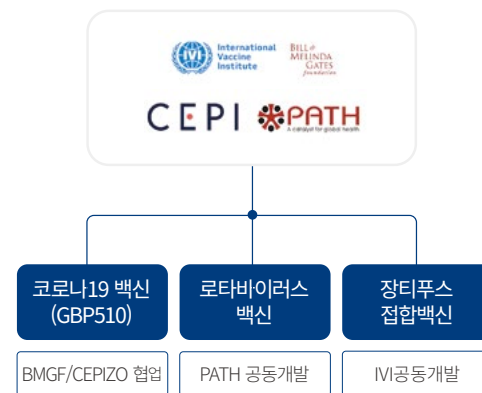 IVI
International
Vaccine
Institute
BILL &
MELINDA
GATES
foundation
CEPI
PATH
A catalyst for global health
코로나19 백신
(GBP510)
로타바이러스
백신
장티푸스
접합백신
BMGF/CEPIZO 협업
PATH 공동개발
IVI공동개발